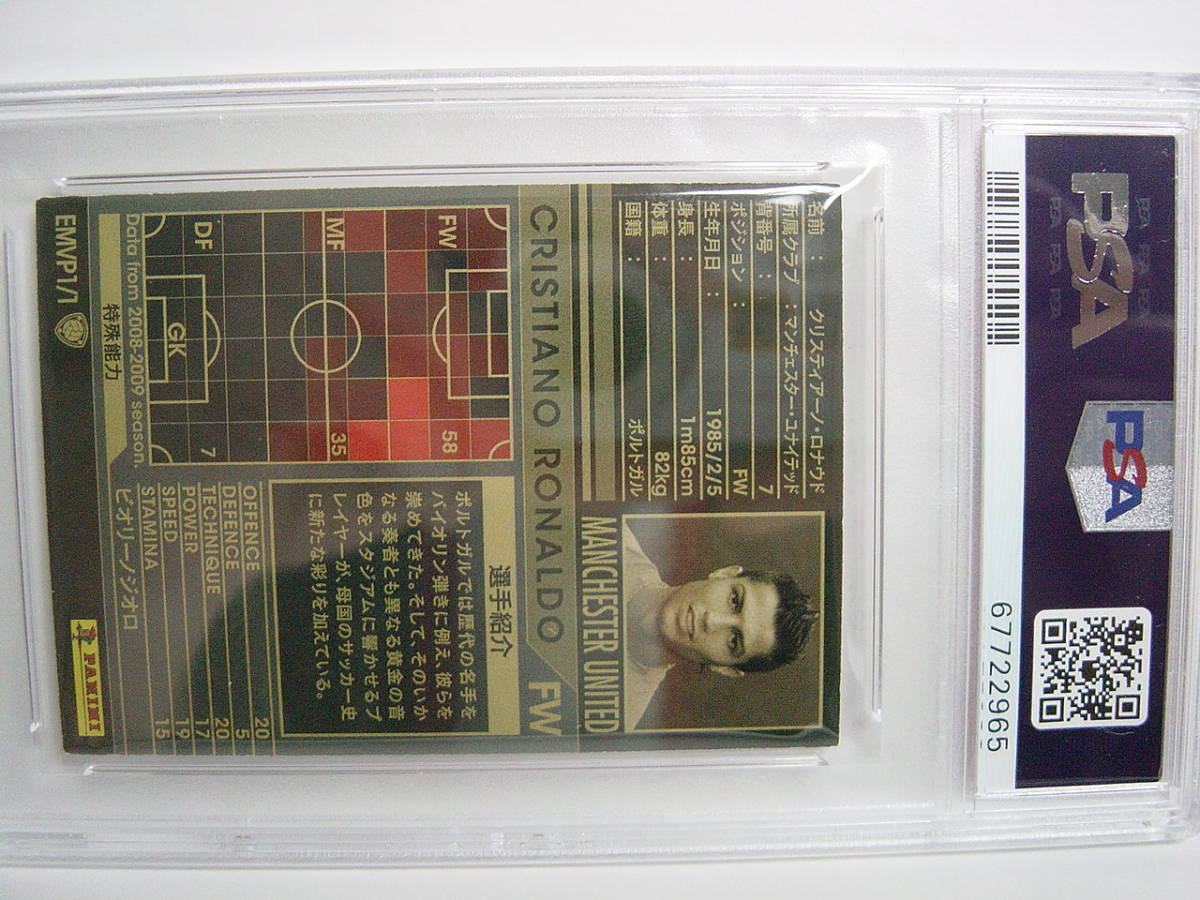 PSA
PSA
67722965
名前 : クリスティアーノ・ロナウド
所属クラブ : マンチェスター・ユナイテッド
背番号 : 7
ポジション : FW
生年月日 : 1985/2/5
身長 : 1m85cm
体重 : 82kg
国籍 : ポルトガル
MANCHESTER UNITED
CRISTIANO RONALDO FW
FW 58
MF 35
DF 7
GK
Data from 2008-2009 season.
選手紹介
ポルトガルでは歴代の名手を
バイオリン弾きに例え、彼らを
崇めてきた。そして、そのいか
なる奏者とも異なる黄金の音
色をスタジアムに響かせるプ
レイヤーが、母国のサッカー史
に新たな彩りを加えている。
OFFENCE 20
DEFENCE 5
TECHNIQUE 20
POWER 17
SPEED 19
STAMINA 15
特殊能力 ビオリーノジオロ
EMVP1/1
PANINI